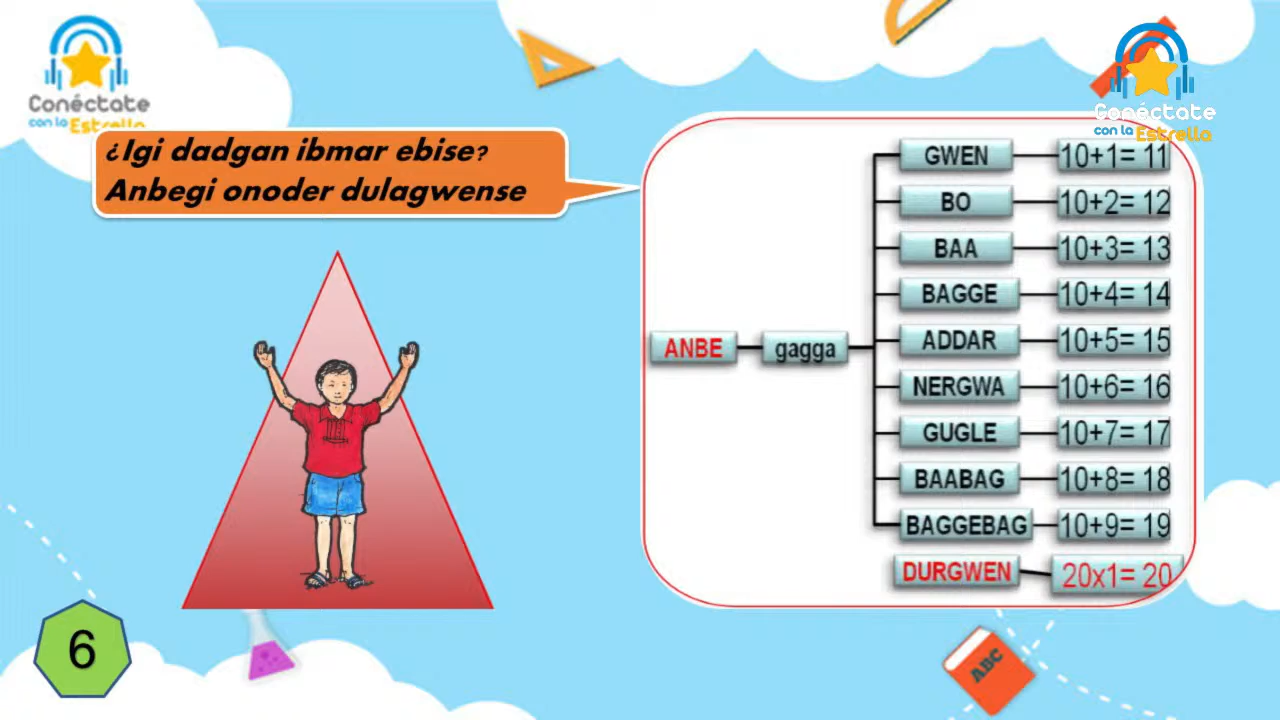 Conéctate
con la Estrella
Conéctate
con la Estrella
¿Igi dadgan ibmar ebise?
Anbegi onoder dulagwense
ANBE gagga
GWEN 10+1= 11
BO 10+2= 12
BAA 10+3= 13
BAGGE 10+4= 14
ADDAR 10+5= 15
NERGWA 10+6= 16
GUGLE 10+7= 17
BAABAG 10+8= 18
BAGGEBAG 10+9= 19
DURGWEN 20x1= 20
6
ABC